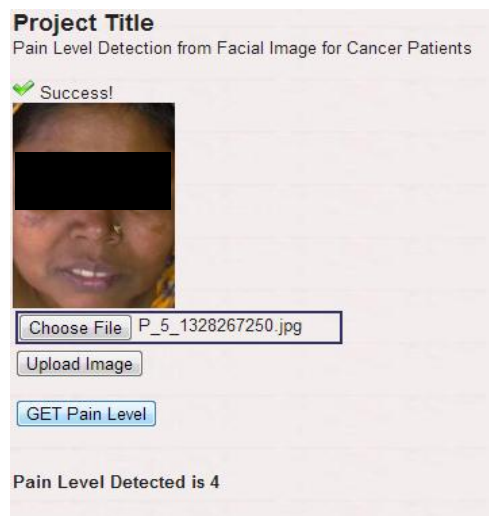 Project Title
Pain Level Detection from Facial Image for Cancer Patients
Success!
Choose File P_5_1328267250.jpg
Upload Image
GET Pain Level
Pain Level Detected is 4